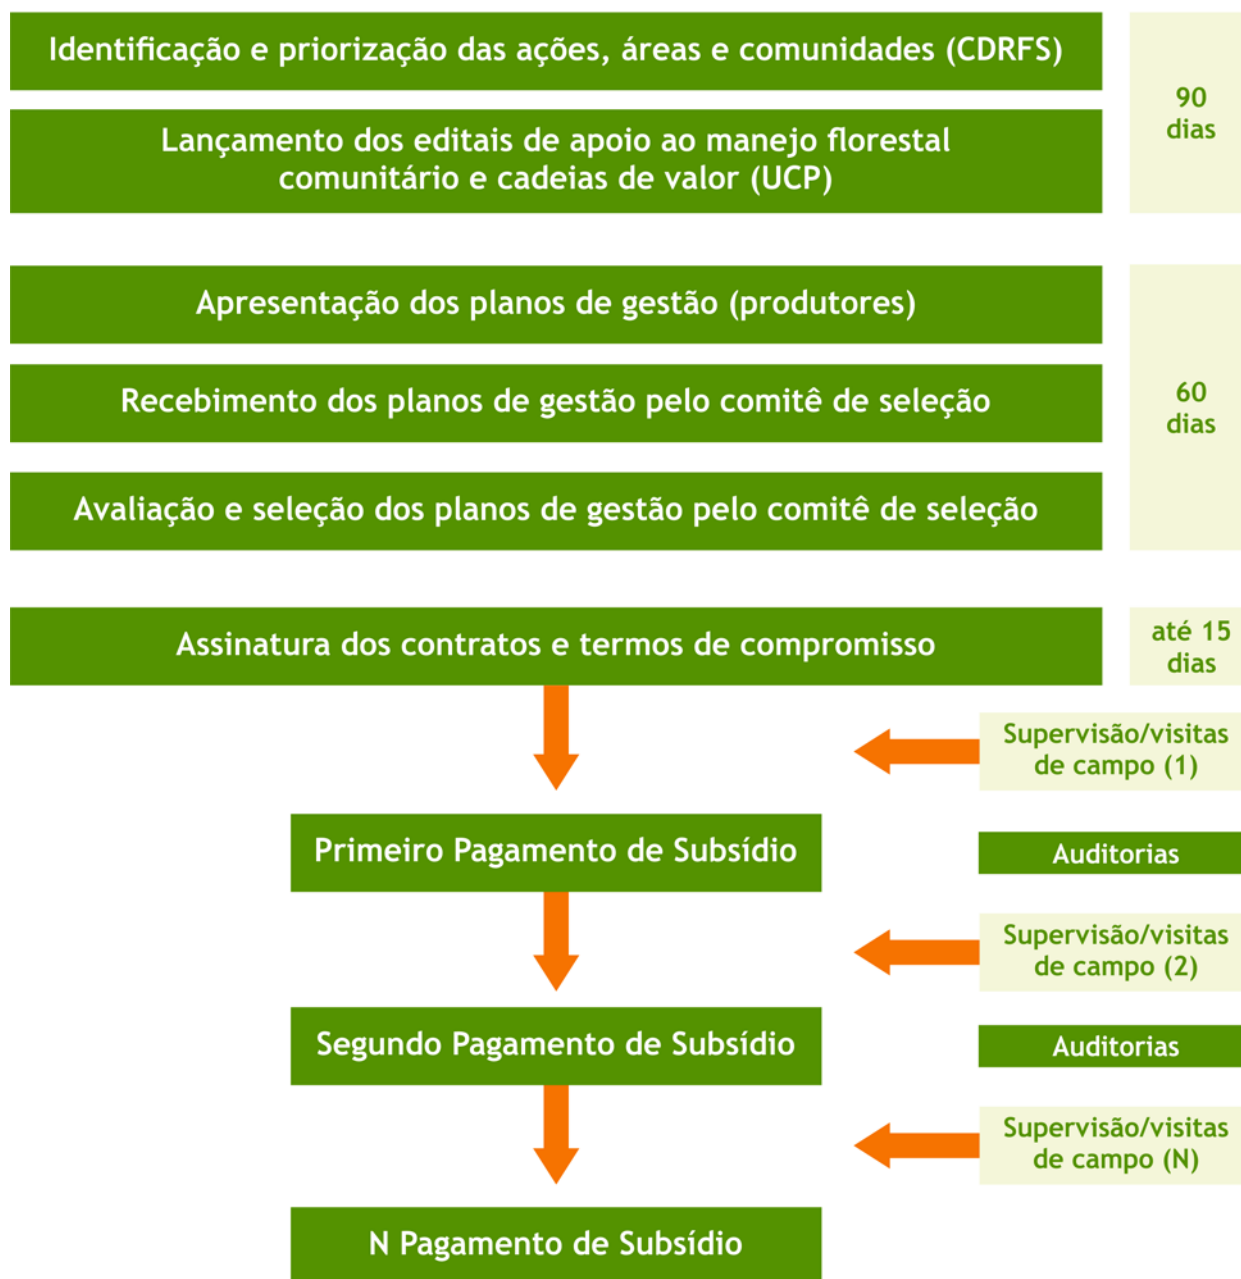 Identificação e priorização das ações, áreas e comunidades (CDRFS)
Lançamento dos editais de apoio ao manejo florestal
comunitário e cadeias de valor (UCP)
90
dias
Apresentação dos planos de gestão (produtores)
Recebimento dos planos de gestão pelo comitê de seleção
Avaliação e seleção dos planos de gestão pelo comitê de seleção
60
dias
Assinatura dos contratos e termos de compromisso
até 15
dias
Supervisão/visitas
de campo (1)
Primeiro Pagamento de Subsídio
Auditorias
Supervisão/visitas
de campo (2)
Segundo Pagamento de Subsídio
Auditorias
Supervisão/visitas
de campo (N)
N Pagamento de Subsídio